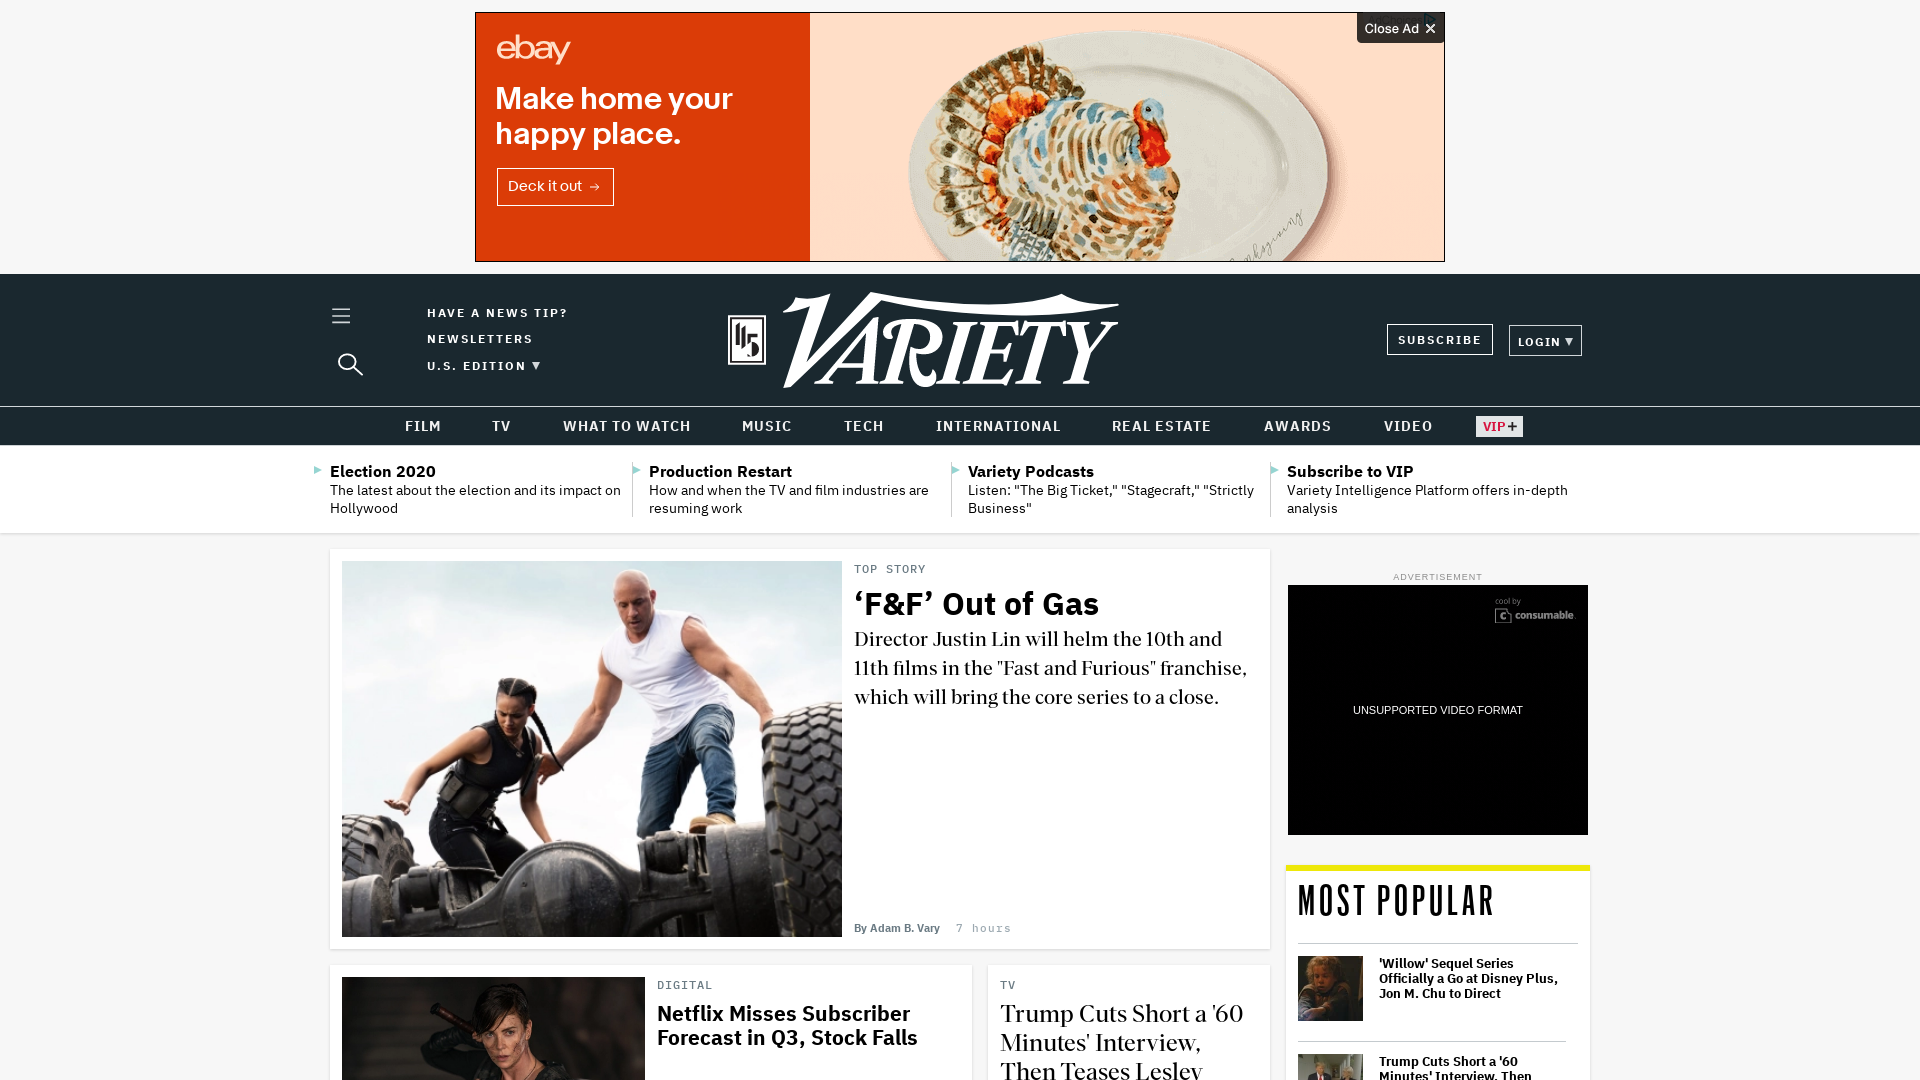 ebay
Make home your
happy place.
Deck it out →
Close Ad ✕
HAVE A NEWS TIP?
NEWSLETTERS
U.S. EDITION ▼
VARIETY
SUBSCRIBE
LOGIN ▼
FILM
TV
WHAT TO WATCH
MUSIC
TECH
INTERNATIONAL
REAL ESTATE
AWARDS
VIDEO
VIP+
Election 2020
The latest about the election and its impact on
Hollywood
Production Restart
How and when the TV and film industries are
resuming work
Variety Podcasts
Listen: "The Big Ticket," "Stagecraft," "Strictly
Business"
Subscribe to VIP
Variety Intelligence Platform offers in-depth
analysis
TOP STORY
‘F&F’ Out of Gas
Director Justin Lin will helm the 10th and
11th films in the "Fast and Furious" franchise,
which will bring the core series to a close.
By Adam B. Vary 7 hours
ADVERTISEMENT
cool by
consumable
UNSUPPORTED VIDEO FORMAT
MOST POPULAR
'Willow' Sequel Series
Officially a Go at Disney Plus,
Jon M. Chu to Direct
Trump Cuts Short a '60
Minutes' Interview, Then
DIGITAL
Netflix Misses Subscriber
Forecast in Q3, Stock Falls
TV
Trump Cuts Short a '60
Minutes' Interview,
Then Teases Lesley